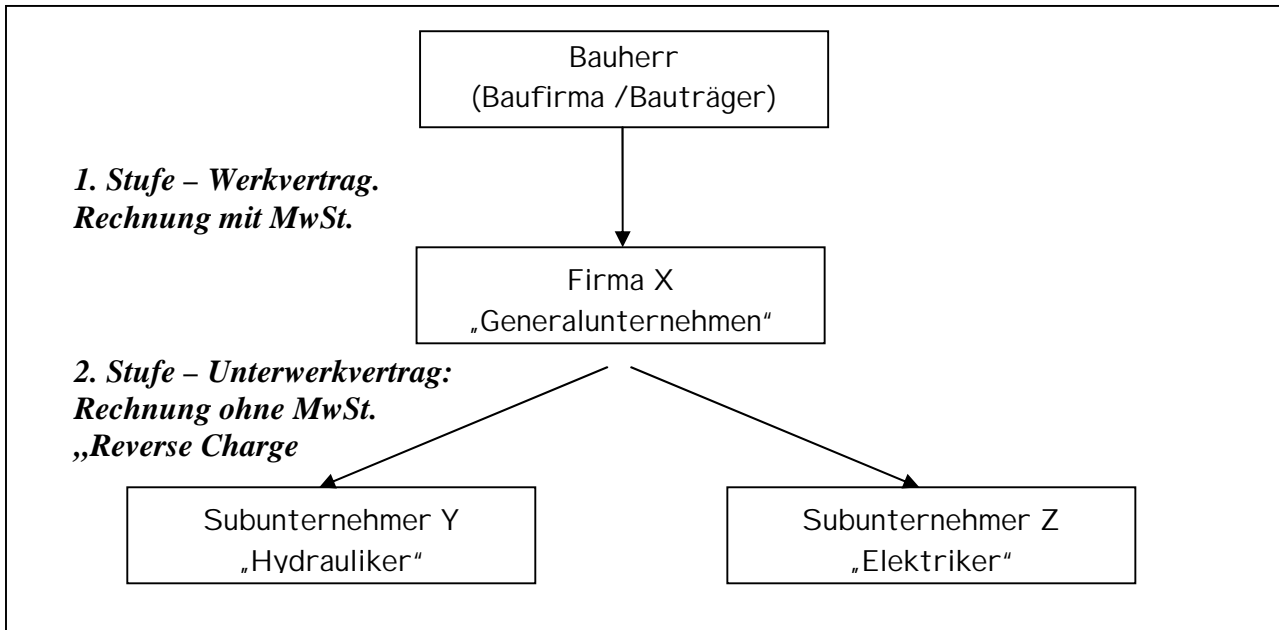 Bauherr
(Baufirma /Bauträger)
1. Stufe – Werkvertrag.
Rechnung mit MwSt.
Firma X
„Generalunternehmen“
2. Stufe – Unterwerkvertrag:
Rechnung ohne MwSt.
„Reverse Charge
Subunternehmer Y
„Hydrauliker“
Subunternehmer Z
„Elektriker“